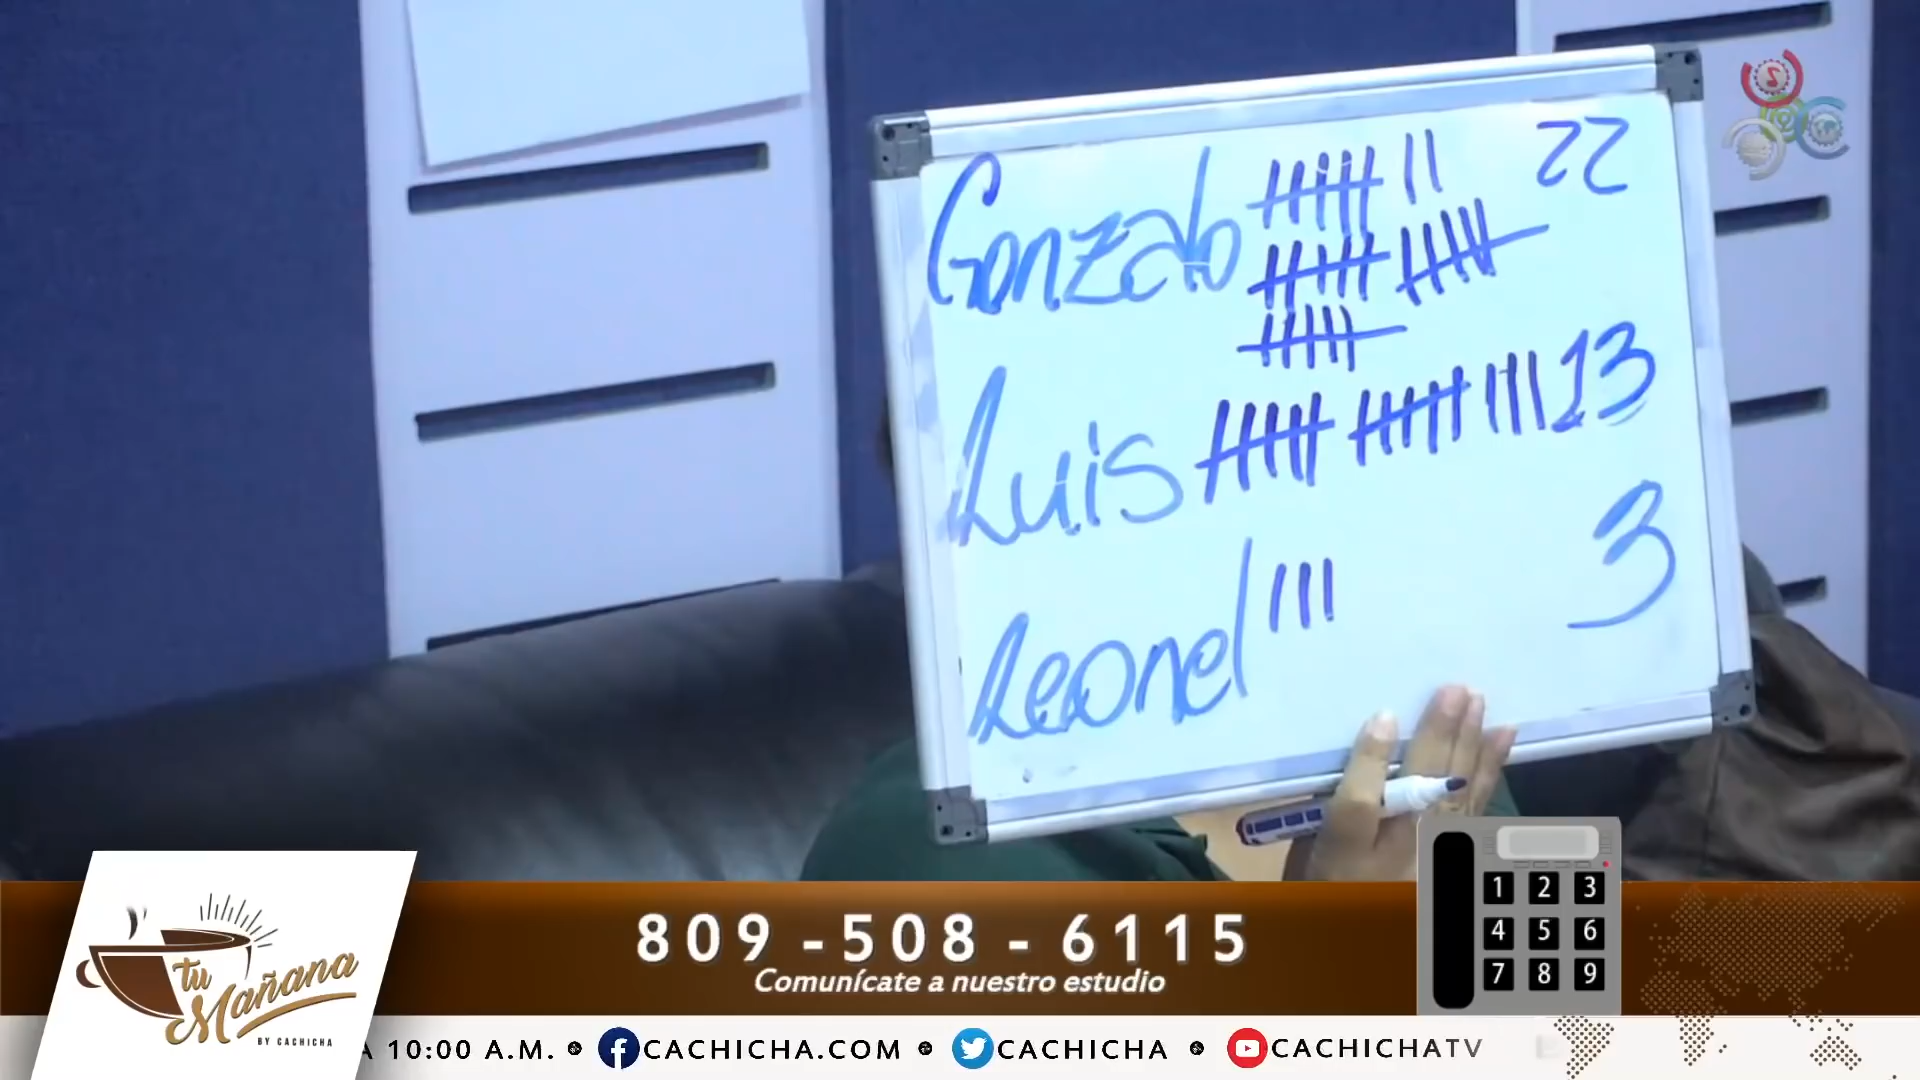 Gonzalo 22
Luis 13
Leonel 3
809 - 508 - 6115
Comunícate a nuestro estudio
1 2 3
4 5 6
7 8 9
tu
Mañana
BY CACHICHA
A 10:00 A.M. • CACHICHA.COM • CACHICHA • CACHICHATV